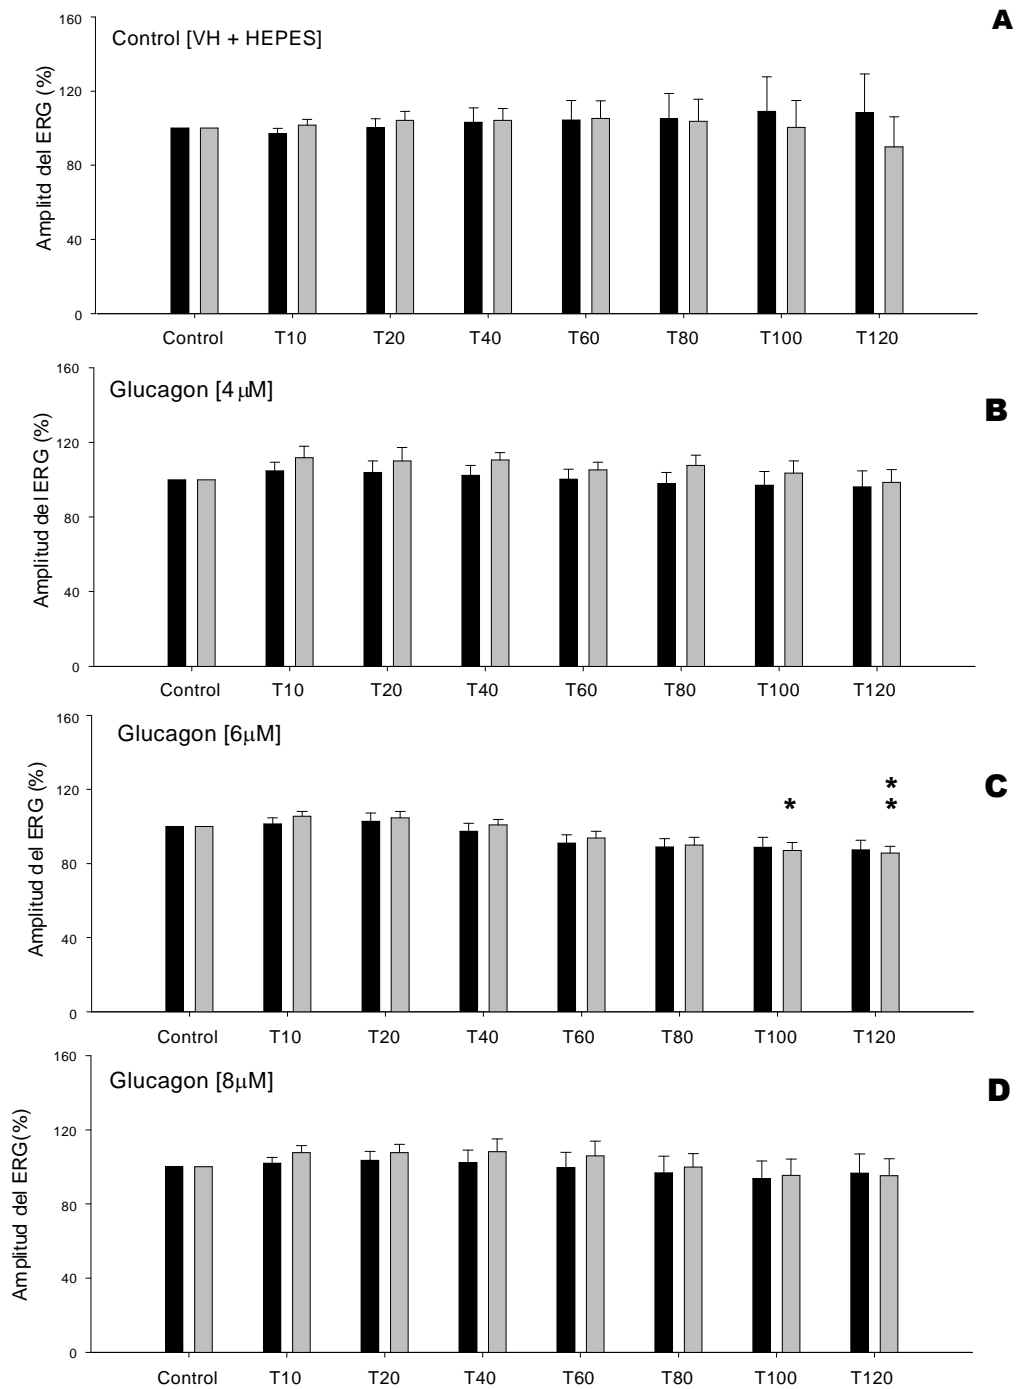 A
Control [VH + HEPES]
Amplitd del ERG (%)
160
120
80
40
0
Control T10 T20 T40 T60 T80 T100 T120
B
Glucagon [4 μM]
Amplitud del ERG (%)
160
120
80
40
0
Control T10 T20 T40 T60 T80 T100 T120
C
Glucagon [6μM]
Amplitud del ERG (%)
160
120
80
40
0
*
*
*
Control T10 T20 T40 T60 T80 T100 T120
D
Glucagon [8μM]
Amplitud del ERG(%)
160
120
80
40
0
Control T10 T20 T40 T60 T80 T100 T120